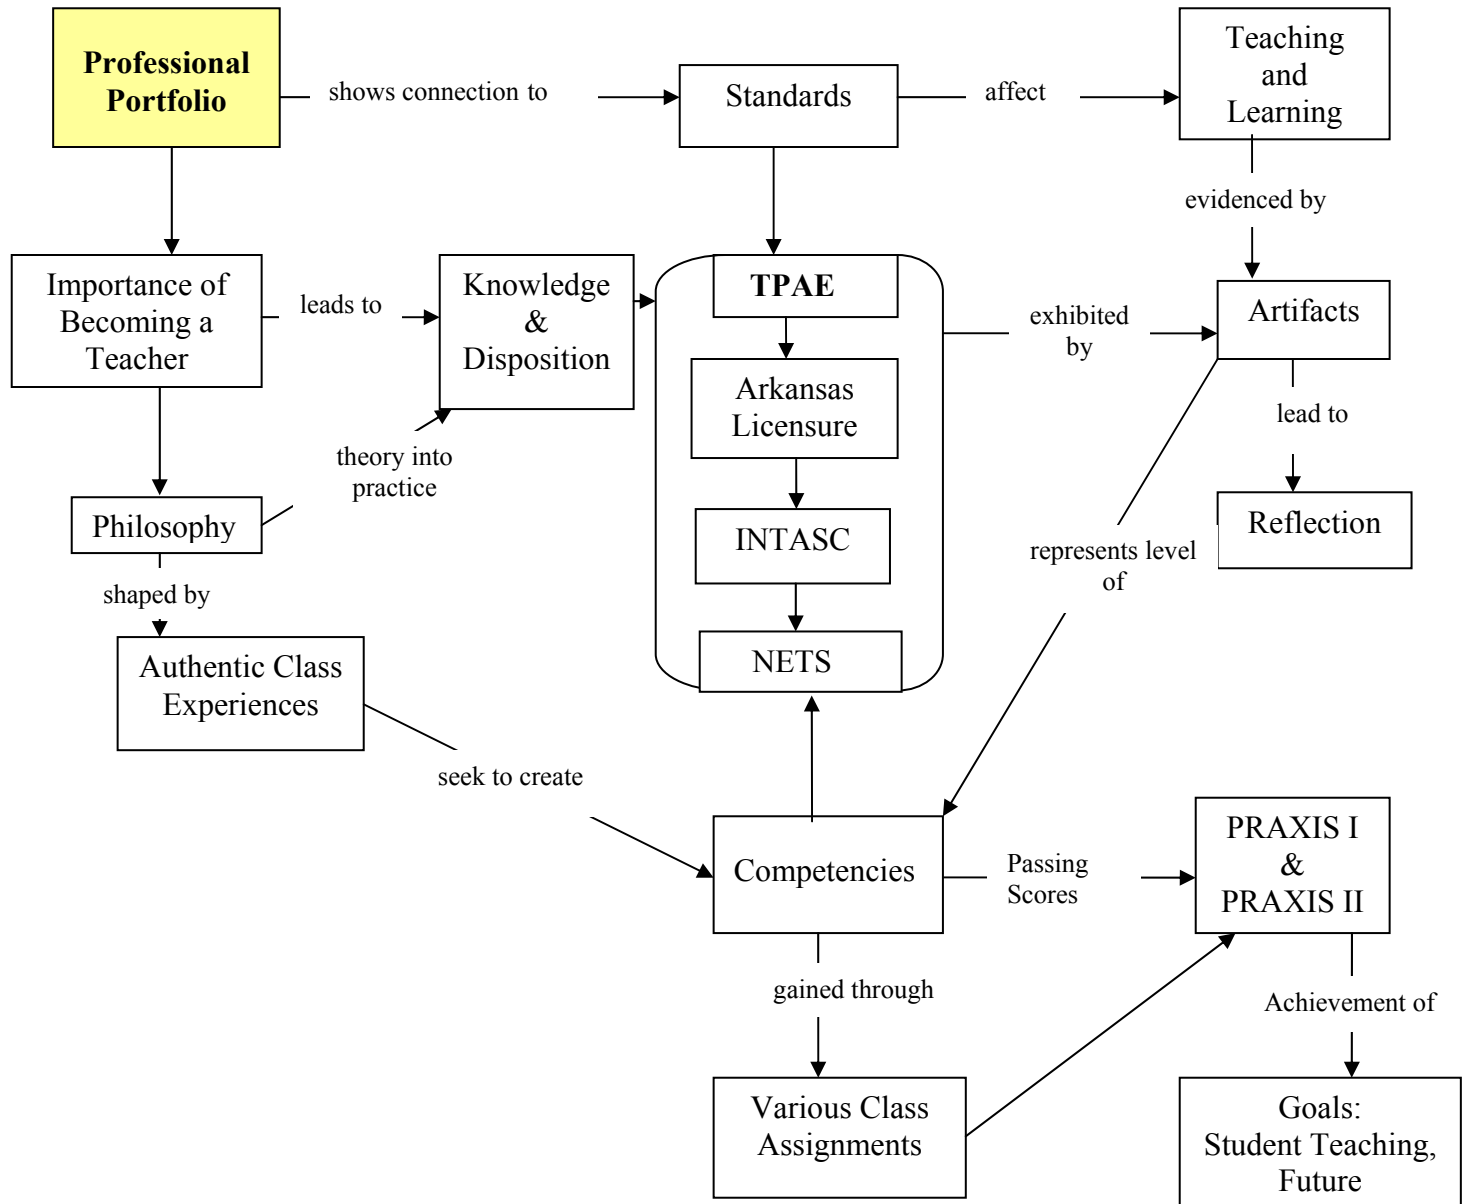 Professional
Portfolio
shows connection to
Standards
affect
Teaching
and
Learning
evidenced by
Importance of
Becoming a
Teacher
leads to
Knowledge
&
Disposition
TPAE
exhibited
by
Artifacts
Arkansas
Licensure
lead to
theory into
practice
Philosophy
INTASC
represents level
of
Reflection
shaped by
Authentic Class
Experiences
NETS
seek to create
Competencies
Passing
Scores
PRAXIS I
&
PRAXIS II
gained through
Achievement of
Various Class
Assignments
Goals:
Student Teaching,
Future